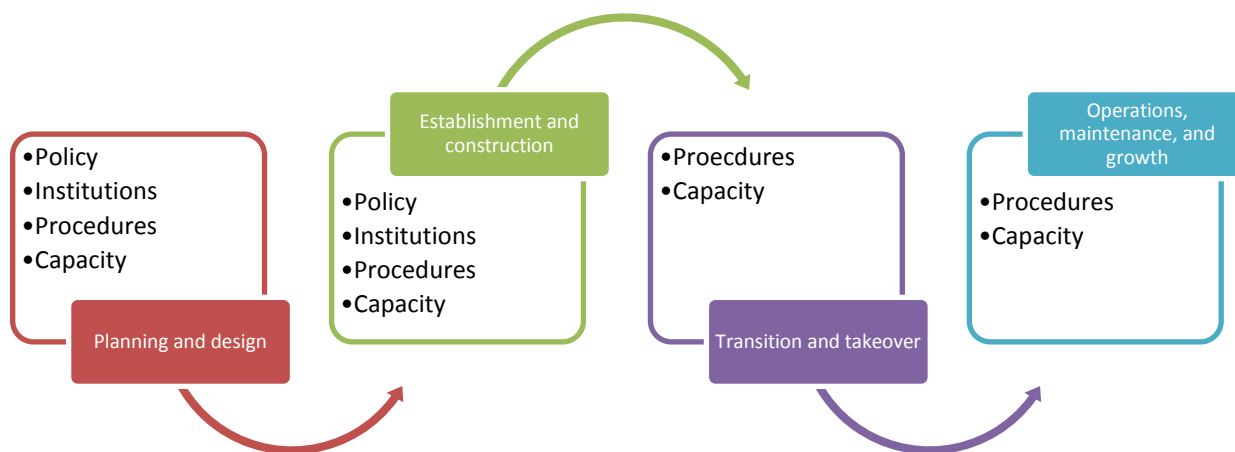 •Policy
•Institutions
•Procedures
•Capacity
Planning and design
Establishment and
construction
•Policy
•Institutions
•Procedures
•Capacity
•Proecdures
•Capacity
Transition and takeover
Operations,
maintenance, and
growth
•Procedures
•Capacity